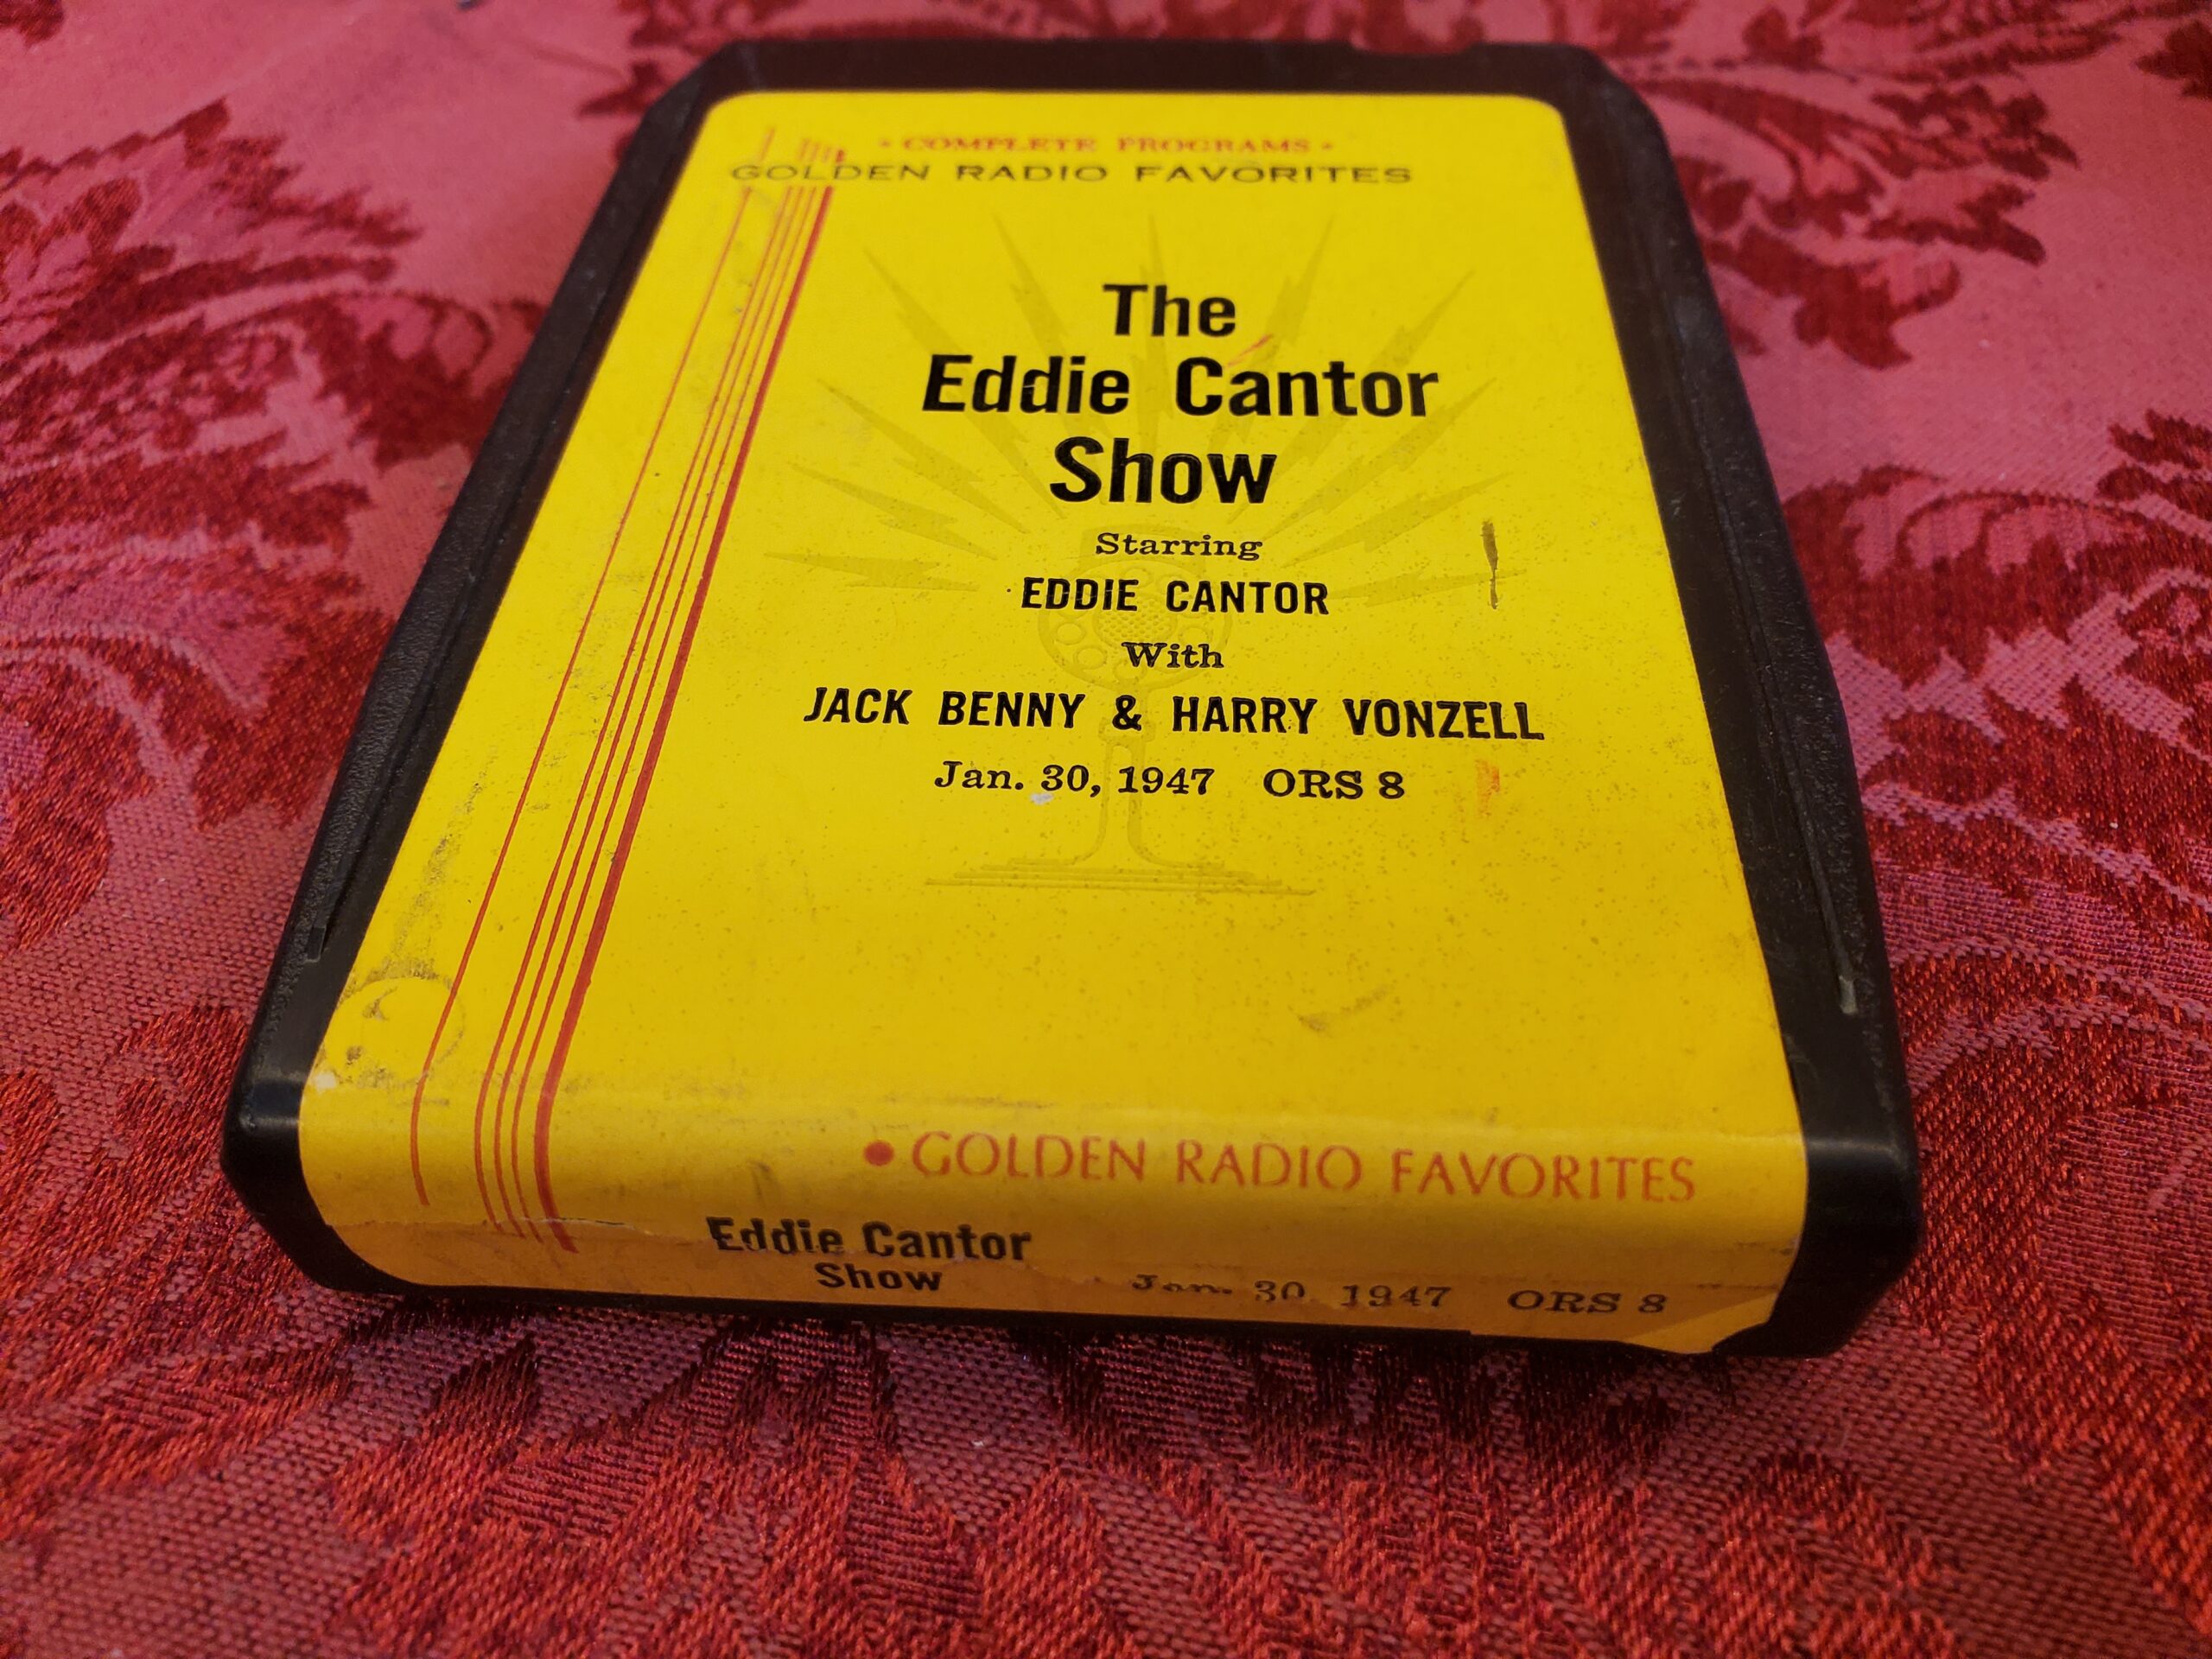 • COMPLETE PROGRAMS •
GOLDEN RADIO FAVORITES
The
Eddie Cantor
Show
Starring
EDDIE CANTOR
With
JACK BENNY & HARRY VONZELL
Jan. 30, 1947 ORS 8
• GOLDEN RADIO FAVORITES
Eddie Cantor
Show
Jan. 30, 1947 ORS 8